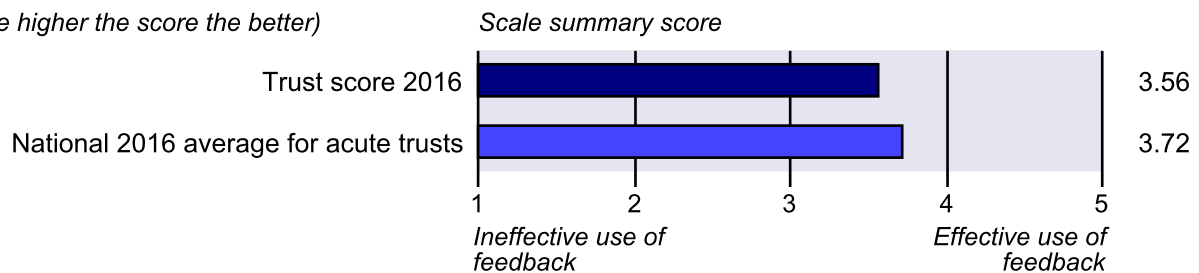 e higher the score the better)
Scale summary score
Trust score 2016
3.56
National 2016 average for acute trusts
3.72
1 2 3 4 5
Ineffective use of
feedback
Effective use of
feedback